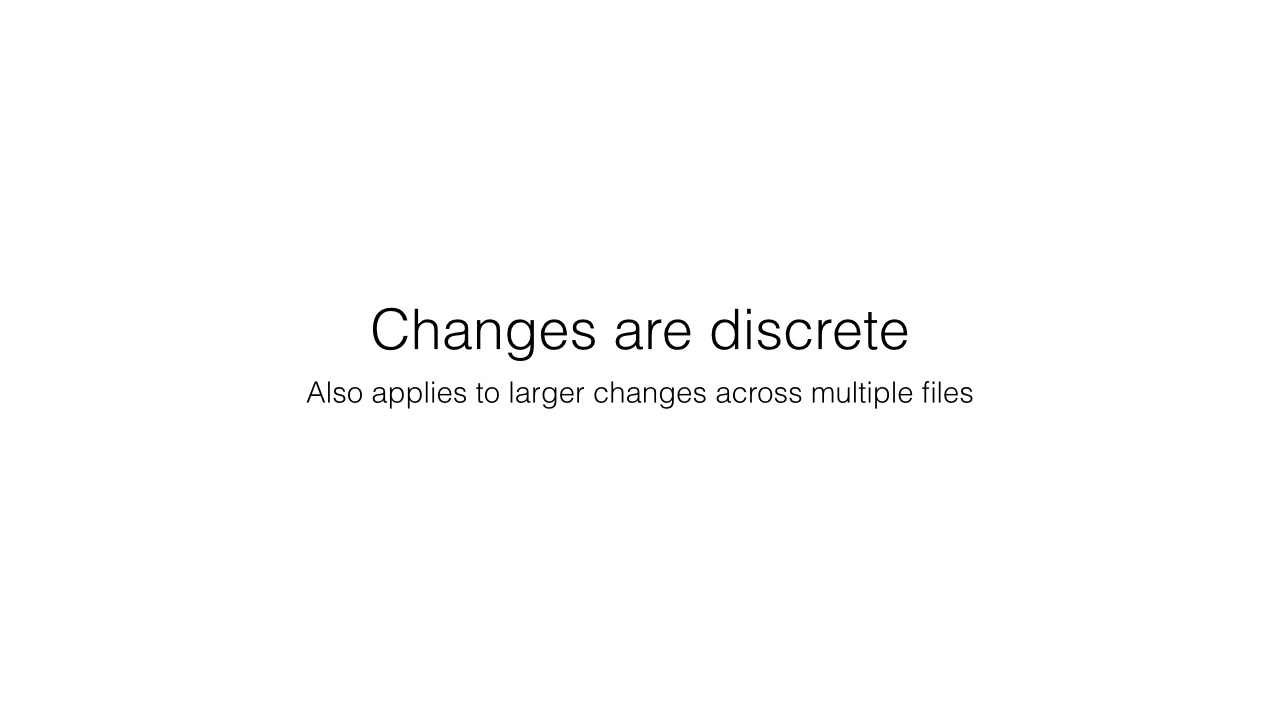 Changes are discrete
Also applies to larger changes across multiple files